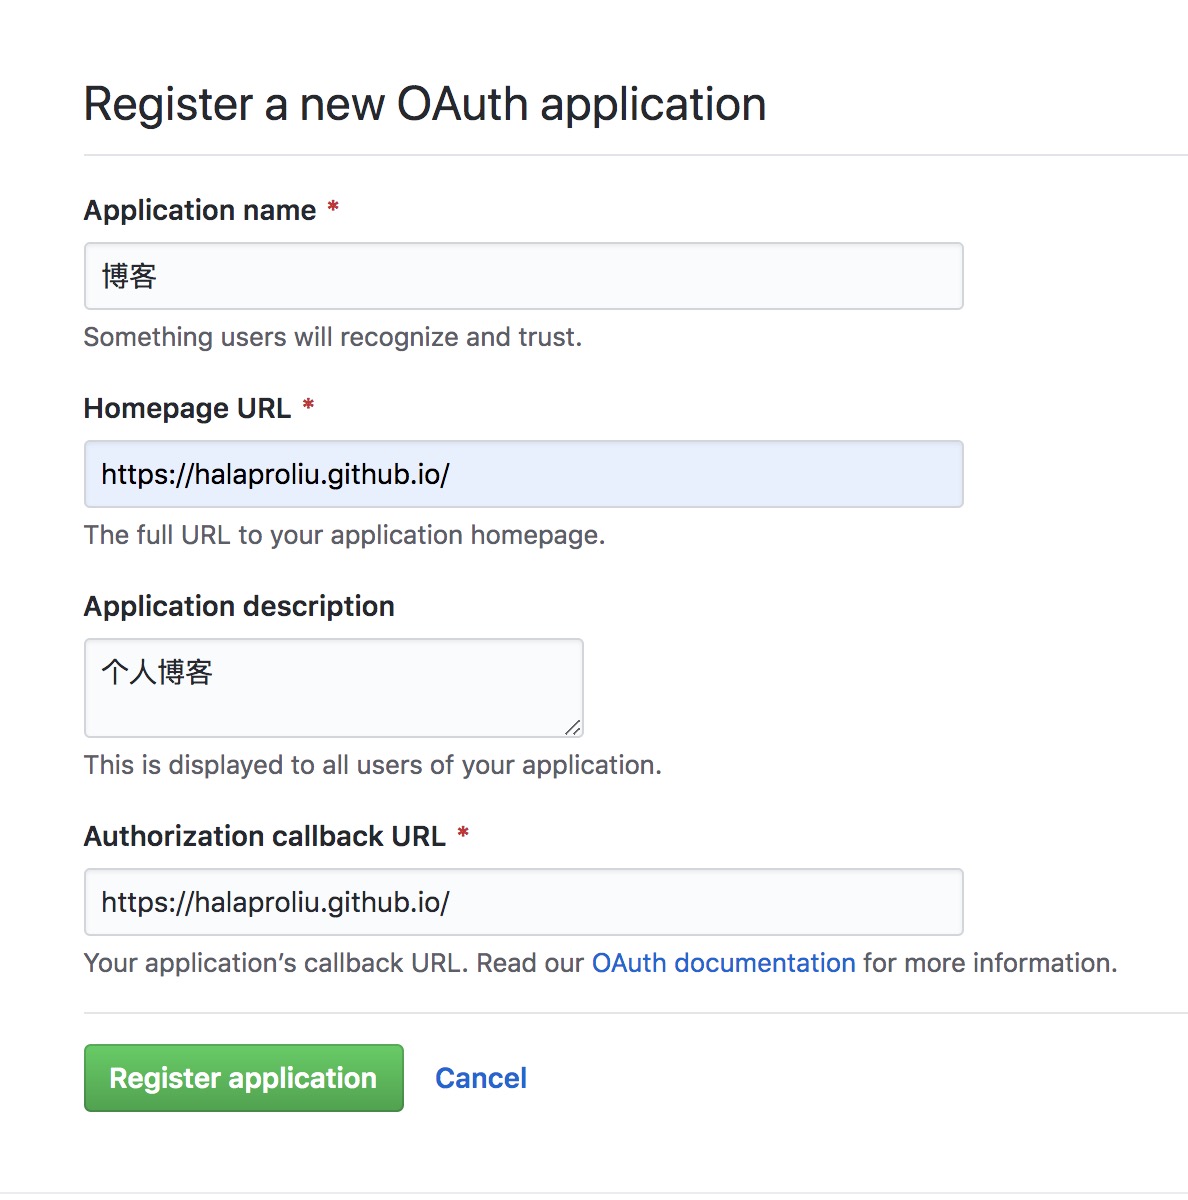 Register a new OAuth application
Application name *
博客
Something users will recognize and trust.
Homepage URL *
https://halaproliu.github.io/
The full URL to your application homepage.
Application description
个人博客
This is displayed to all users of your application.
Authorization callback URL *
https://halaproliu.github.io/
Your application’s callback URL. Read our OAuth documentation for more information.
Register application Cancel